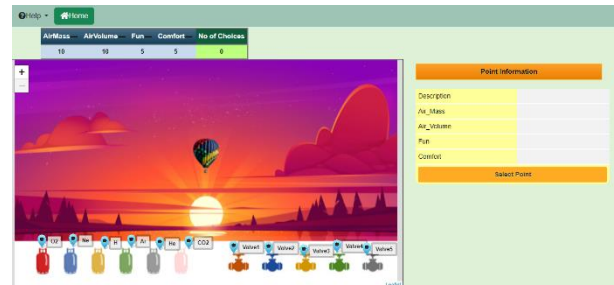 Help Home
AirMass AirVolume Fun Comfort No of Choices
10 10 5 5 0
+
−
Point Information
Description
Air_Mass
Air_Volume
Fun
Comfort
Select Point
O2 Ne H Ar He CO2 Valve1 Valve2 Valve3 Valve4 Valve5
Leaflet